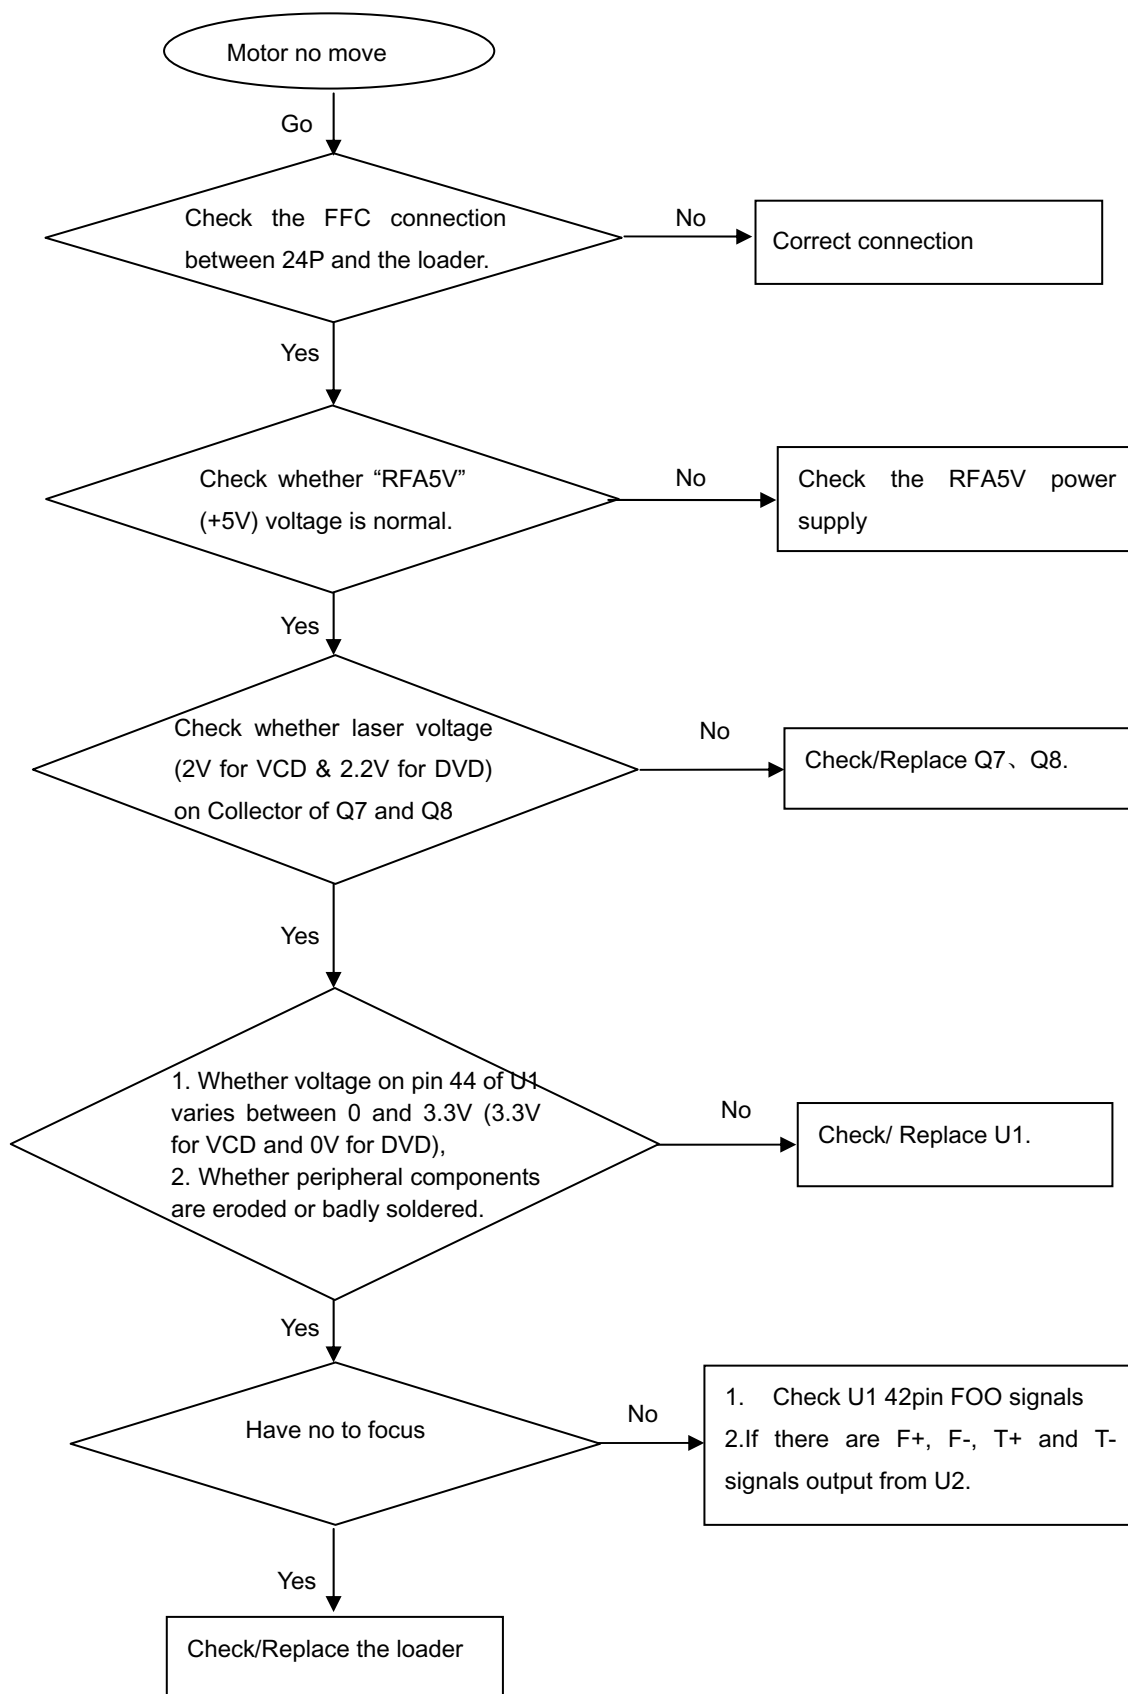 Motor no move
Go
Check the FFC connection
between 24P and the loader.
No
Correct connection
Yes
Check whether “RFA5V”
(+5V) voltage is normal.
No
Check the RFA5V power
supply
Yes
Check whether laser voltage
(2V for VCD & 2.2V for DVD)
on Collector of Q7 and Q8
No
Check/Replace Q7、Q8.
Yes
1. Whether voltage on pin 44 of U1
varies between 0 and 3.3V (3.3V
for VCD and 0V for DVD),
2. Whether peripheral components
are eroded or badly soldered.
No
Check/ Replace U1.
Yes
Have no to focus
No
1. Check U1 42pin FOO signals
2.If there are F+, F-, T+ and T-
signals output from U2.
Yes
Check/Replace the loader